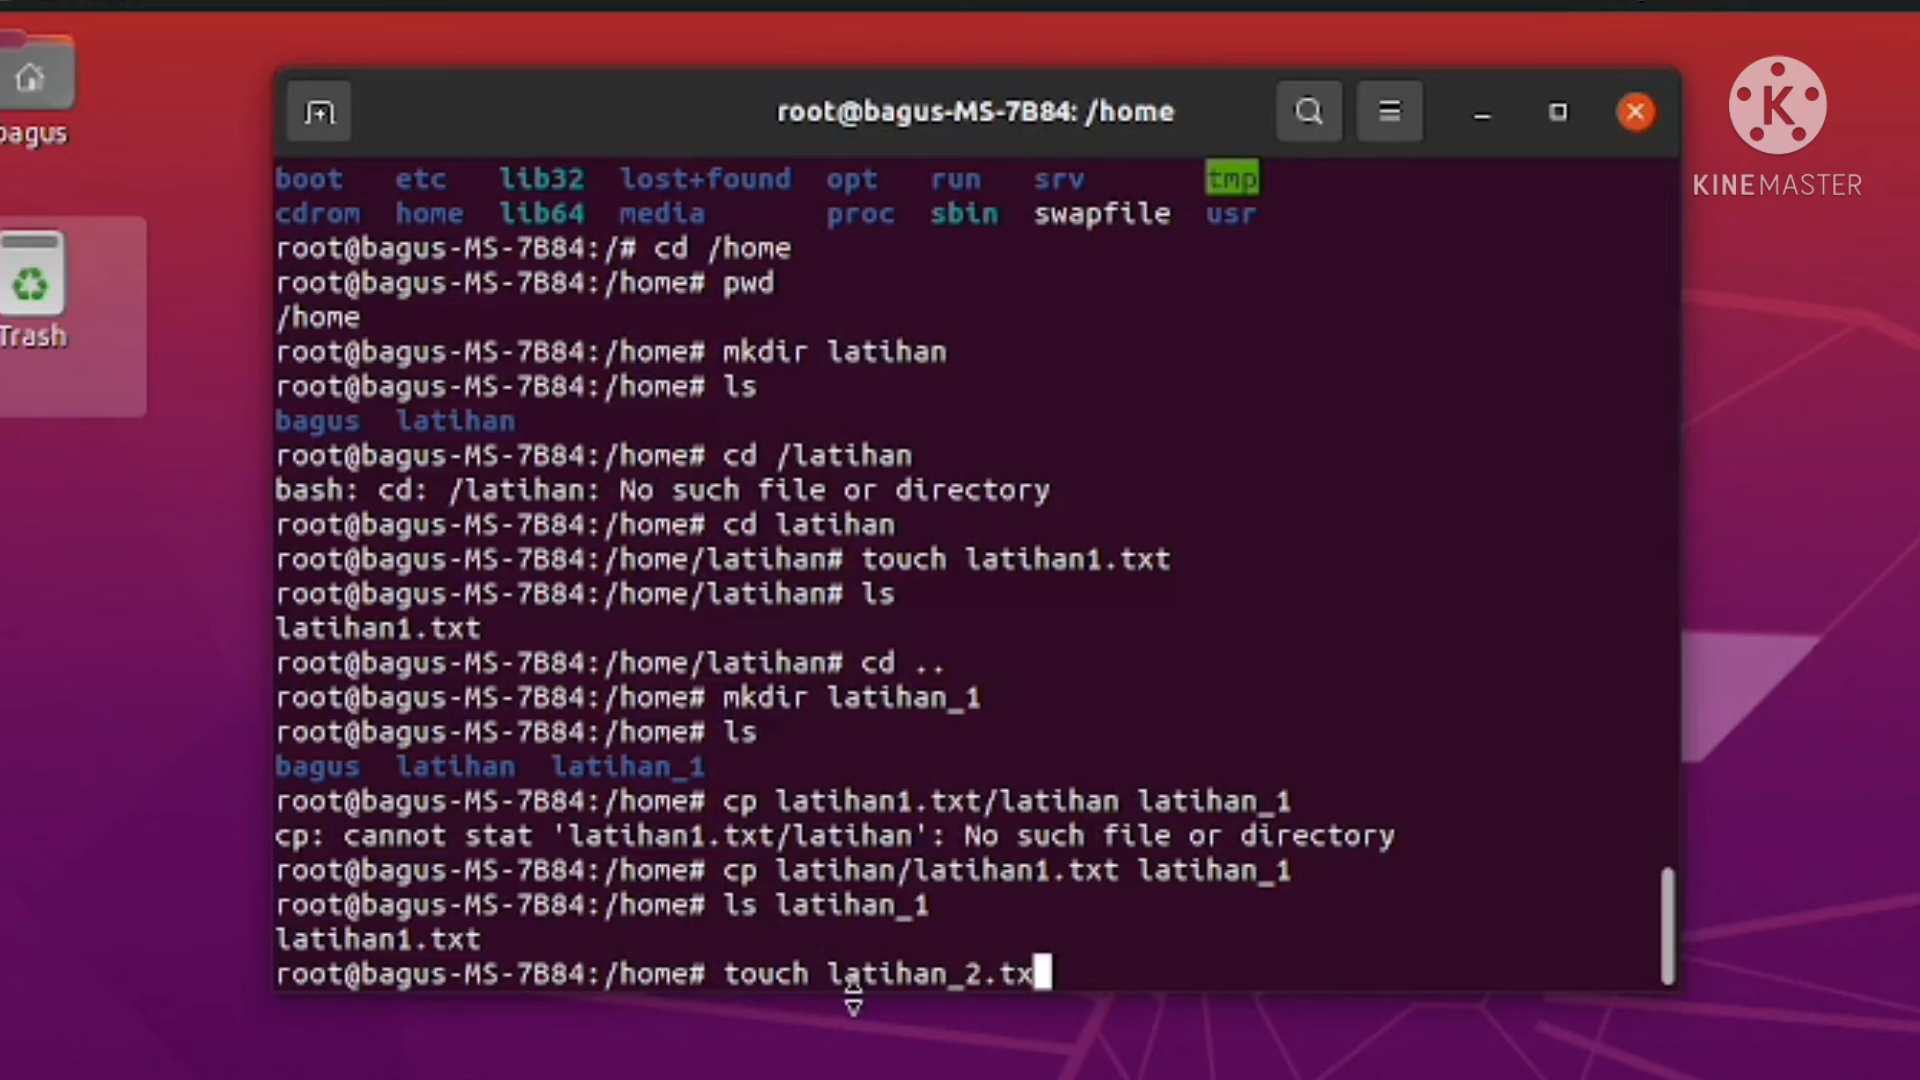 bagus
Trash
root@bagus-MS-7B84: /home
KINEMASTER
boot etc lib32 lost+found opt run srv tmp
cdrom home lib64 media proc sbin swapfile usr
root@bagus-MS-7B84:/# cd /home
root@bagus-MS-7B84:/home# pwd
/home
root@bagus-MS-7B84:/home# mkdir latihan
root@bagus-MS-7B84:/home# ls
bagus latihan
root@bagus-MS-7B84:/home# cd /latihan
bash: cd: /latihan: No such file or directory
root@bagus-MS-7B84:/home# cd latihan
root@bagus-MS-7B84:/home/latihan# touch latihan1.txt
root@bagus-MS-7B84:/home/latihan# ls
latihan1.txt
root@bagus-MS-7B84:/home/latihan# cd ..
root@bagus-MS-7B84:/home# mkdir latihan_1
root@bagus-MS-7B84:/home# ls
bagus latihan latihan_1
root@bagus-MS-7B84:/home# cp latihan1.txt/latihan latihan_1
cp: cannot stat 'latihan1.txt/latihan': No such file or directory
root@bagus-MS-7B84:/home# cp latihan/latihan1.txt latihan_1
root@bagus-MS-7B84:/home# ls latihan_1
latihan1.txt
root@bagus-MS-7B84:/home# touch latihan_2.tx